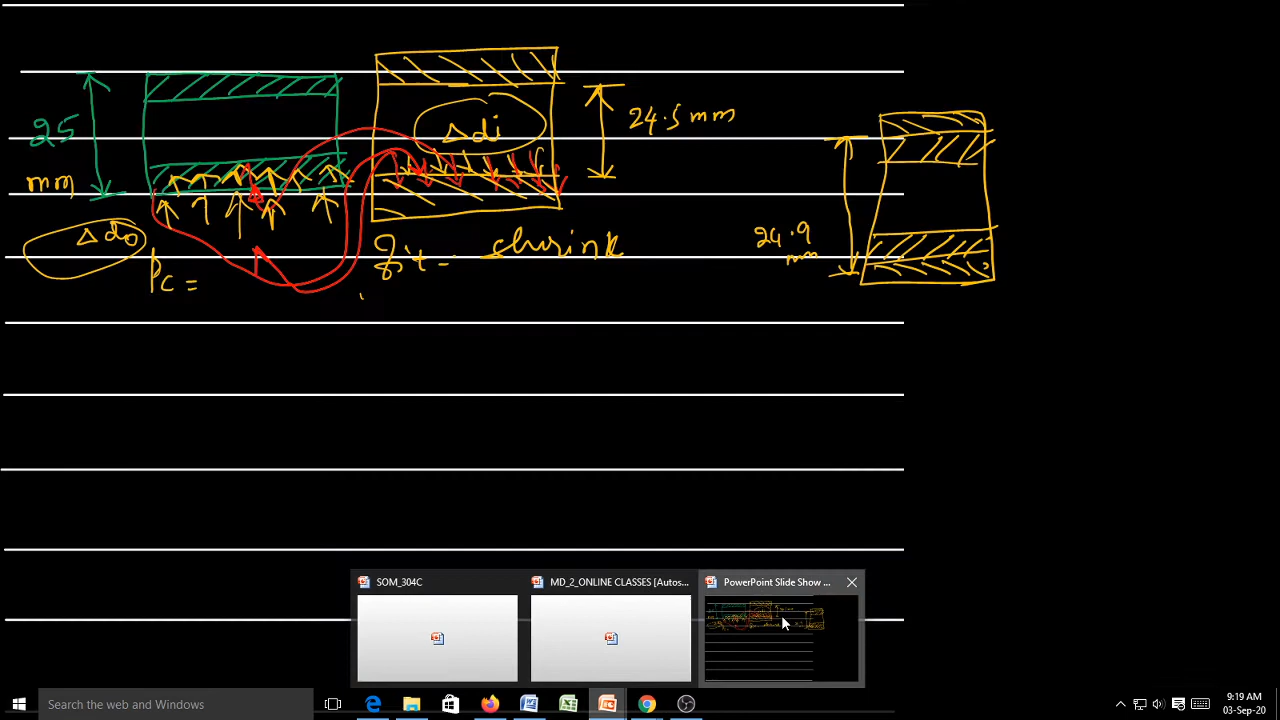 25
mm
Δdo
Pc =
Δdi
24.5 mm
fit - shrink
24.9
mm
SOM_304C
MD_2_ONLINE CLASSES [Autos...
PowerPoint Slide Show ...
Search the web and Windows
9:19 AM
03-Sep-20